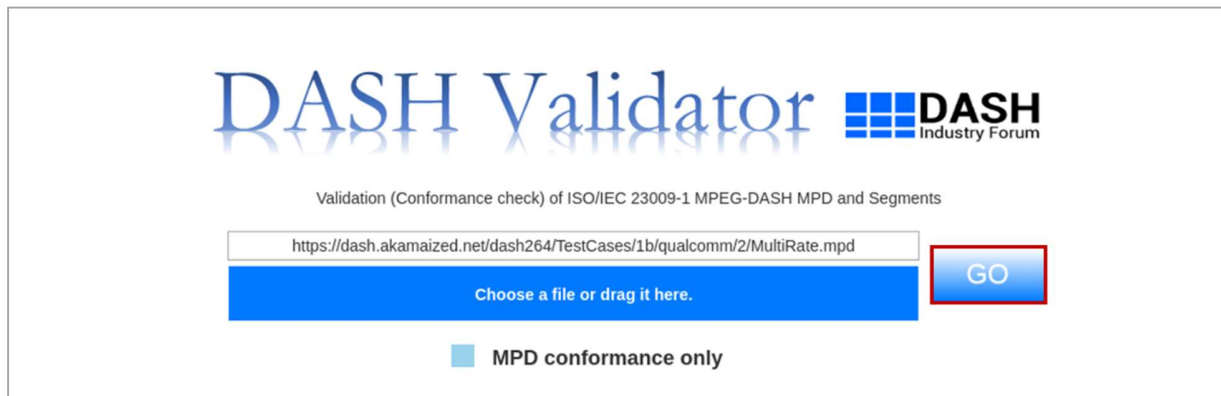 DASH Validator
DASH
Industry Forum
Validation (Conformance check) of ISO/IEC 23009-1 MPEG-DASH MPD and Segments
https://dash.akamaized.net/dash264/TestCases/1b/qualcomm/2/MultiRate.mpd
GO
Choose a file or drag it here.
MPD conformance only